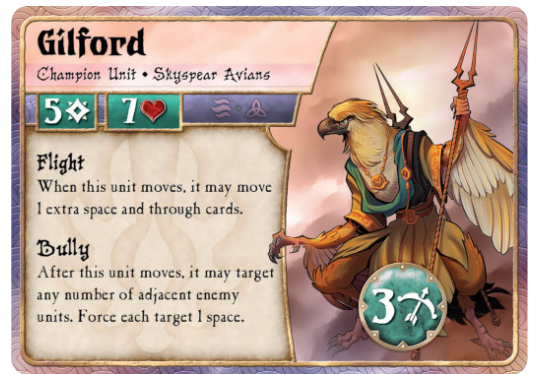 Gilford
Champion Unit • Skyspear Avians
5 7
Flight
When this unit moves, it may move
1 extra space and through cards.
Bully
After this unit moves, it may target
any number of adjacent enemy
units. Force each target 1 space.
3